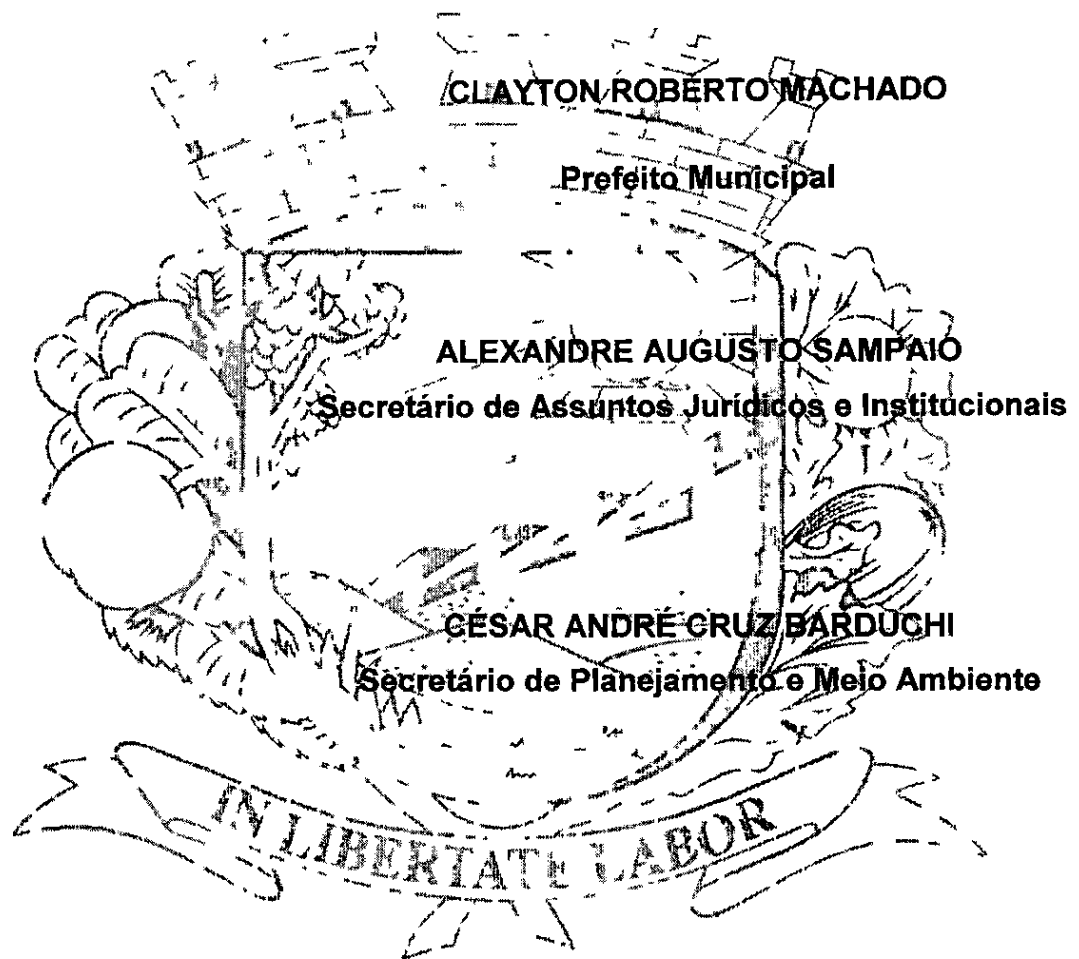 CLAYTON ROBERTO MACHADO
Prefeito Municipal
ALEXANDRE AUGUSTO SAMPAIO
Secretário de Assuntos Jurídicos e Institucionais
CÉSAR ANDRÉ CRUZ BARDUCHI
Secretário de Planejamento e Meio Ambiente
IN LIBERTATE LABOR